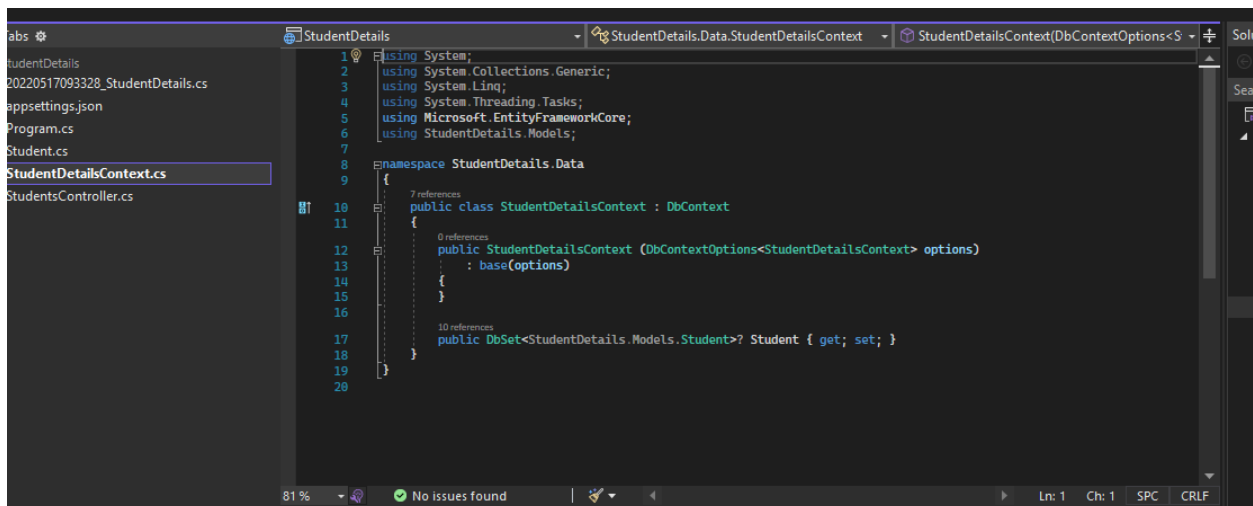 abs
StudentDetails
StudentDetails.Data.StudentDetailsContext
StudentDetailsContext(DbContextOptions<S
Solu
tudentDetails
20220517093328_StudentDetails.cs
appsettings.json
Program.cs
Student.cs
StudentDetailsContext.cs
StudentsController.cs
Sea
1 using System;
2 using System.Collections.Generic;
3 using System.Linq;
4 using System.Threading.Tasks;
5 using Microsoft.EntityFrameworkCore;
6 using StudentDetails.Models;
7
8 namespace StudentDetails.Data
9 {
7 references
10 public class StudentDetailsContext : DbContext
11 {
0 references
12 public StudentDetailsContext (DbContextOptions<StudentDetailsContext> options)
13 : base(options)
14 {
15 }
16
10 references
17 public DbSet<StudentDetails.Models.Student>? Student { get; set; }
18 }
19 }
20
81 % No issues found Ln: 1 Ch: 1 SPC CRLF